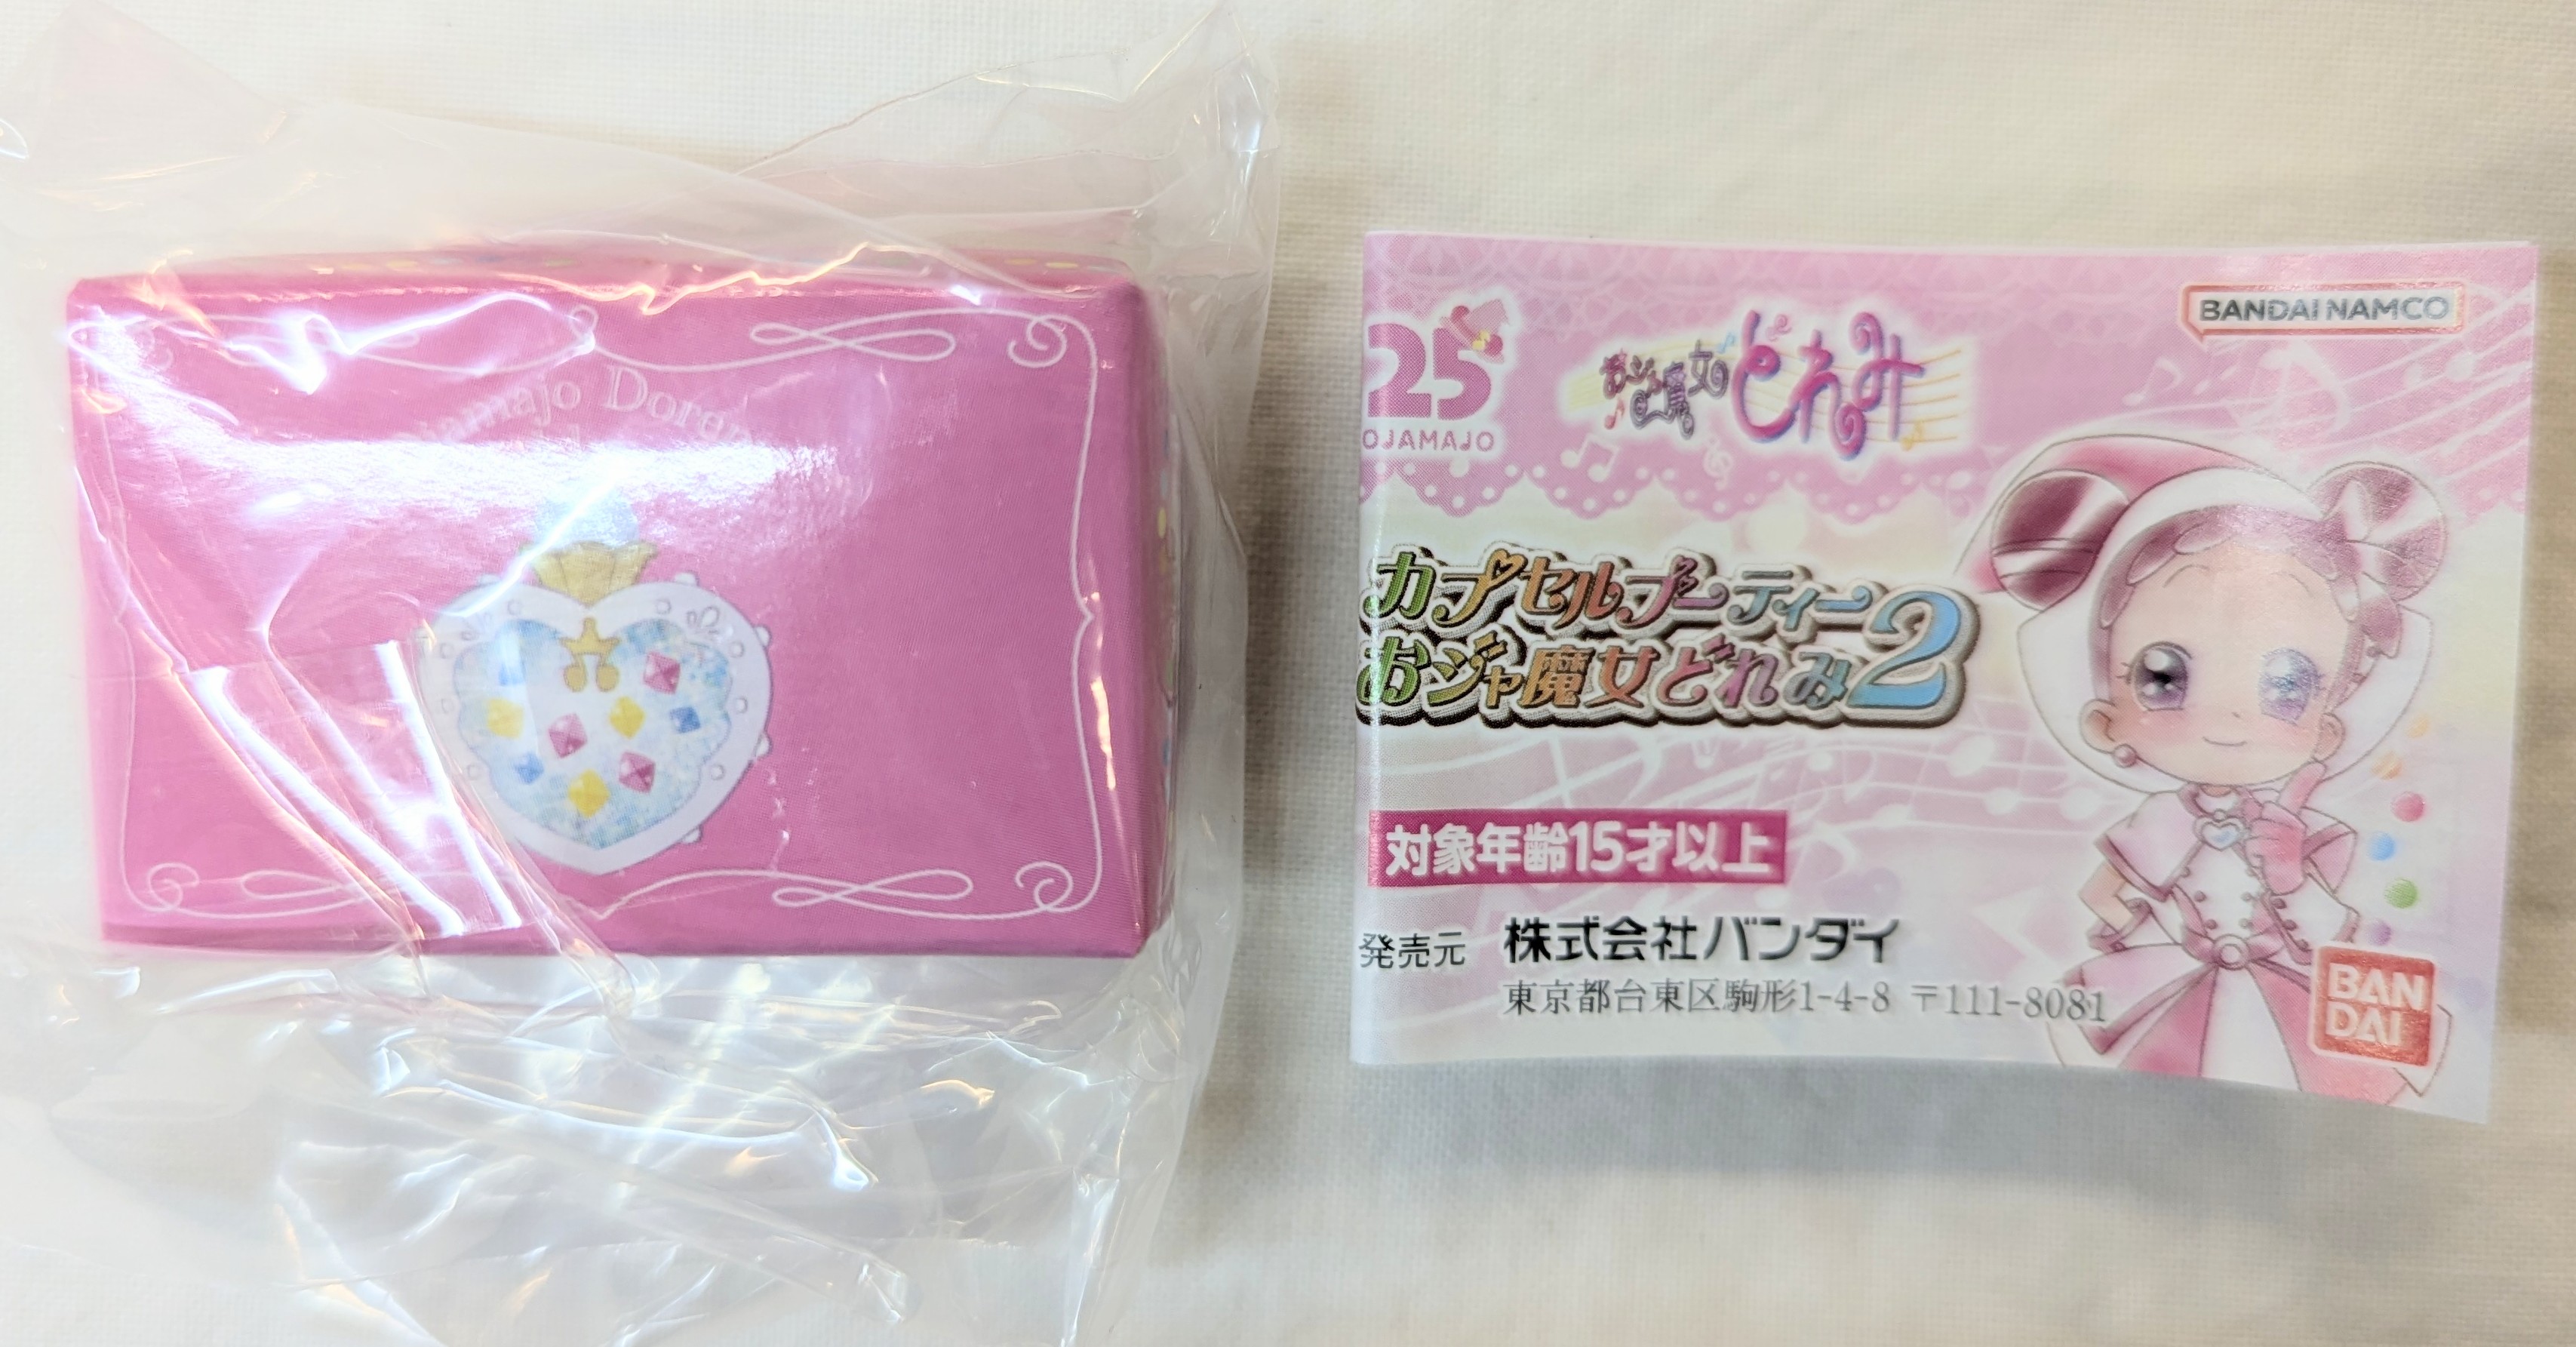 Doremi
25
OJAMAJO
おジャ魔女どれみ
BANDAI NAMCO
カプセルプーティー
おジャ魔女どれみ2
対象年齢15才以上
発売元 株式会社バンダイ
東京都台東区駒形1-4-8 〒111-8081
BAN
DAI